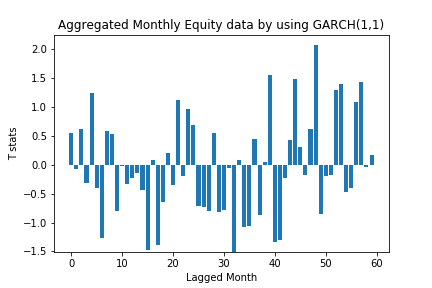 Aggregated Monthly Equity data by using GARCH(1,1)
2.0
1.5
1.0
0.5
0.0
−0.5
−1.0
−1.5
T stats
0 10 20 30 40 50 60
Lagged Month